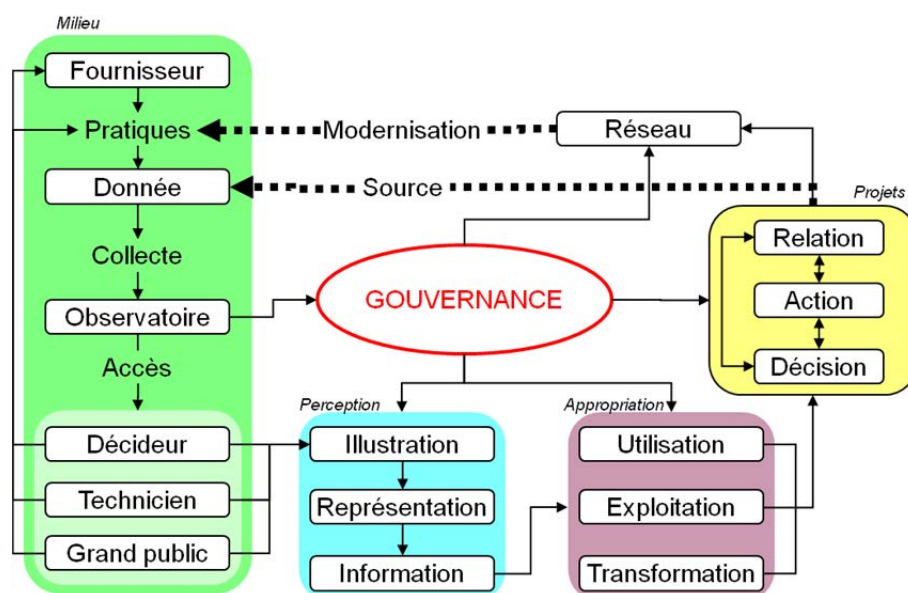 Milieu
Fournisseur
Pratiques
Modernisation
Réseau
Donnée
Source
Projets
Collecte
Relation
GOUVERNANCE
Action
Observatoire
Accès
Décision
Perception
Appropriation
Décideur
Illustration
Utilisation
Technicien
Représentation
Exploitation
Grand public
Information
Transformation